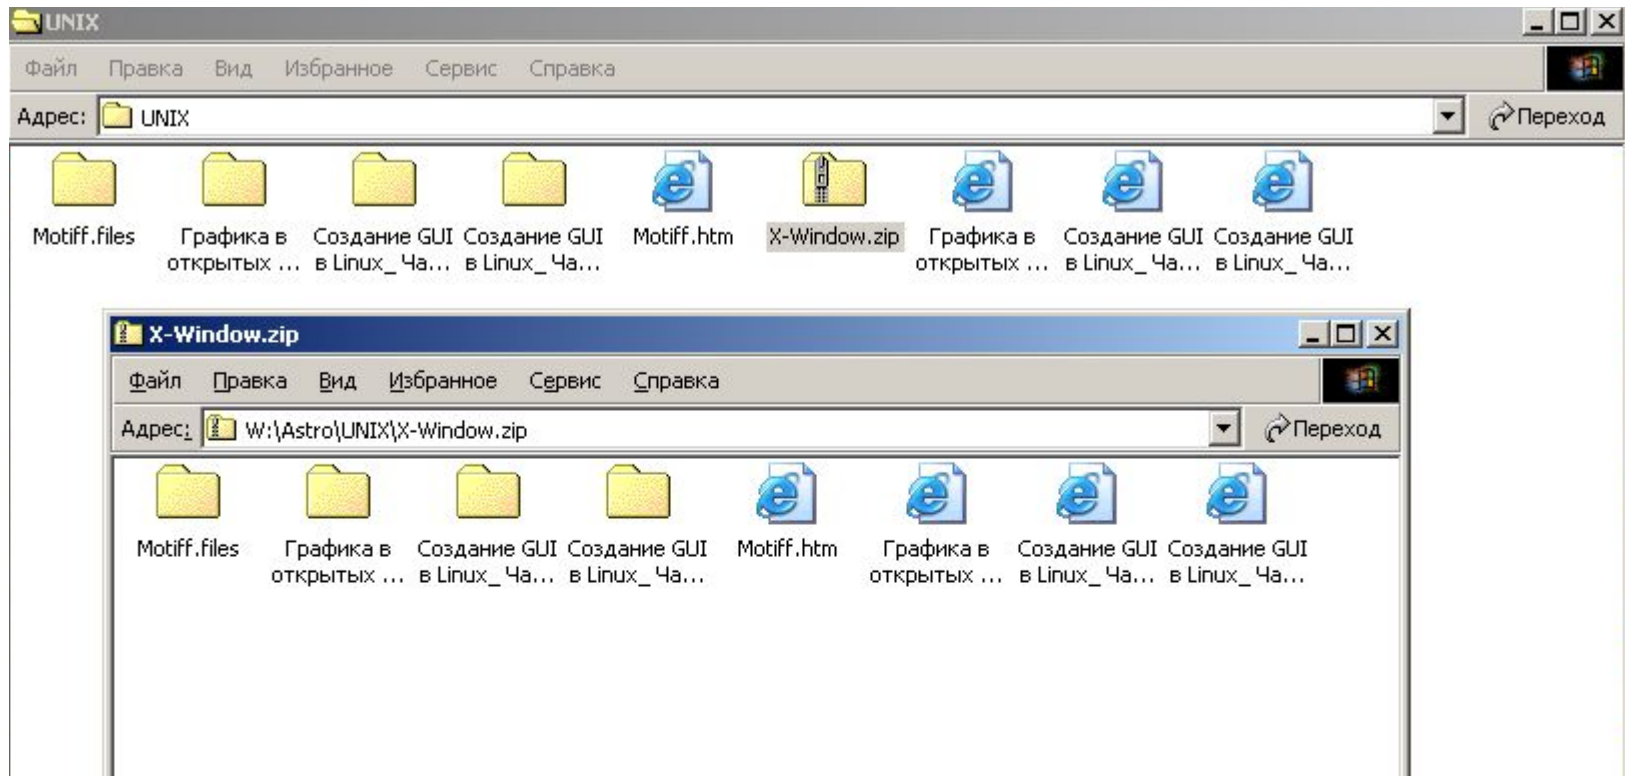 UNIX
Файл Правка Вид Избранное Сервис Справка
Адрес: UNIX Переход
Motiff.files Графика в Создание GUI Создание GUI Motiff.htm X-Window.zip Графика в Создание GUI Создание GUI
открытых ... в Linux_ Ча... в Linux_ Ча... открытых ... в Linux_ Ча... в Linux_ Ча...
X-Window.zip
Файл Правка Вид Избранное Сервис Справка
Адрес: W:\Astro\UNIX\X-Window.zip Переход
Motiff.files Графика в Создание GUI Создание GUI Motiff.htm Графика в Создание GUI Создание GUI
открытых ... в Linux_ Ча... в Linux_ Ча... открытых ... в Linux_ Ча... в Linux_ Ча...